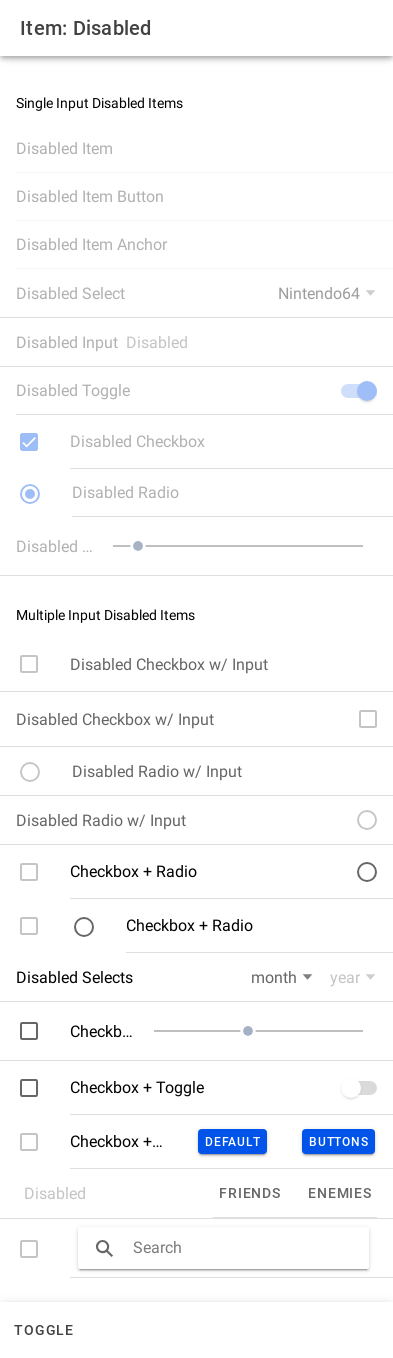 Item: Disabled
Single Input Disabled Items
Disabled Item
Disabled Item Button
Disabled Item Anchor
Disabled Select Nintendo64
Disabled Input Disabled
Disabled Toggle
Disabled Checkbox
Disabled Radio
Disabled ...
Multiple Input Disabled Items
Disabled Checkbox w/ Input
Disabled Checkbox w/ Input
Disabled Radio w/ Input
Disabled Radio w/ Input
Checkbox + Radio
Checkbox + Radio
Disabled Selects month year
Checkb...
Checkbox + Toggle
Checkbox +... DEFAULT BUTTONS
Disabled FRIENDS ENEMIES
Search
TOGGLE